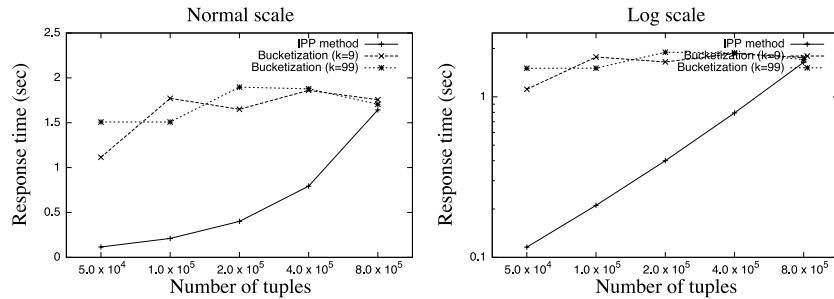 Normal scale
IPP method
Bucketization (k=9)
Bucketization (k=99)
2.5
2
1.5
1
0.5
0
Response time (sec)
5.0 x 10^4
1.0 x 10^5
2.0 x 10^5
4.0 x 10^5
8.0 x 10^5
Number of tuples
Log scale
IPP method
Bucketization (k=9)
Bucketization (k=99)
1
0.1
Response time (sec)
5.0 x 10^4
1.0 x 10^5
2.0 x 10^5
4.0 x 10^5
8.0 x 10^5
Number of tuples